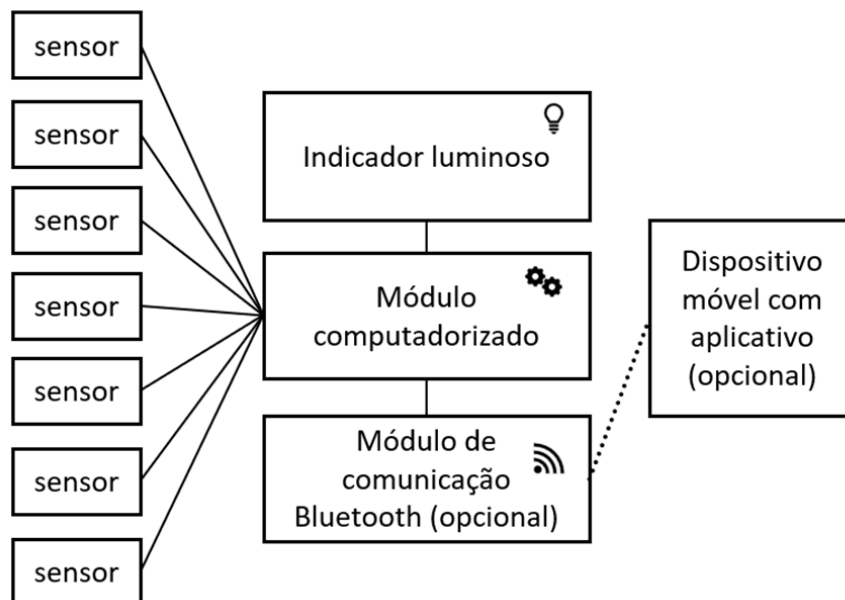 sensor
sensor
sensor
sensor
sensor
sensor
sensor
Indicador luminoso
Módulo
computadorizado
Módulo de
comunicação
Bluetooth (opcional)
Dispositivo
móvel com
aplicativo
(opcional)